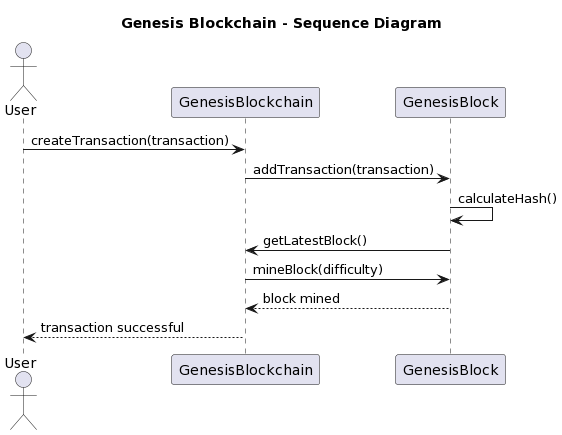 Genesis Blockchain - Sequence Diagram
User
GenesisBlockchain
GenesisBlock
createTransaction(transaction)
addTransaction(transaction)
calculateHash()
getLatestBlock()
mineBlock(difficulty)
block mined
transaction successful
User
GenesisBlockchain
GenesisBlock